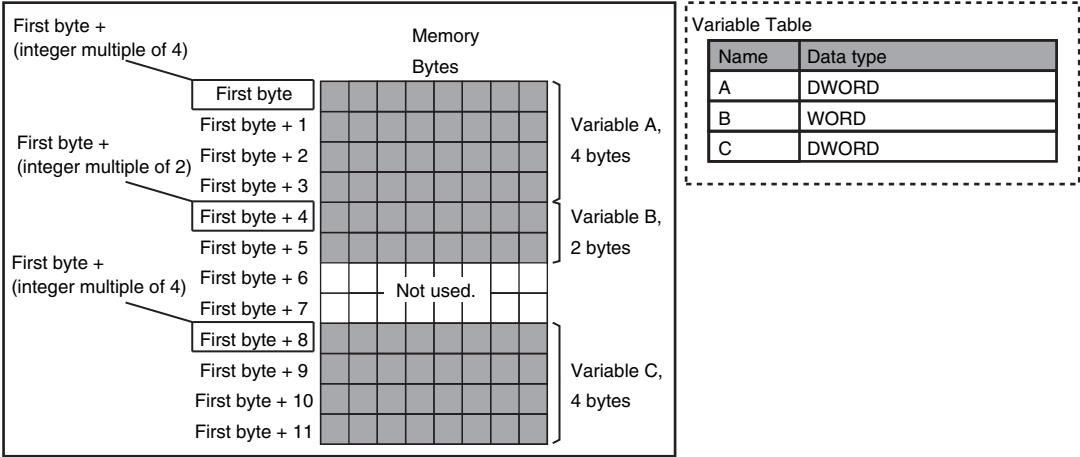 First byte +
(integer multiple of 4)
Memory
Bytes
First byte
First byte + 1
First byte + 2
First byte + 3
First byte +
(integer multiple of 2)
First byte + 4
First byte + 5
First byte +
(integer multiple of 4)
First byte + 6
First byte + 7
First byte + 8
First byte + 9
First byte + 10
First byte + 11
Variable A,
4 bytes
Variable B,
2 bytes
Not used.
Variable C,
4 bytes
Variable Table
Name Data type
A DWORD
B WORD
C DWORD